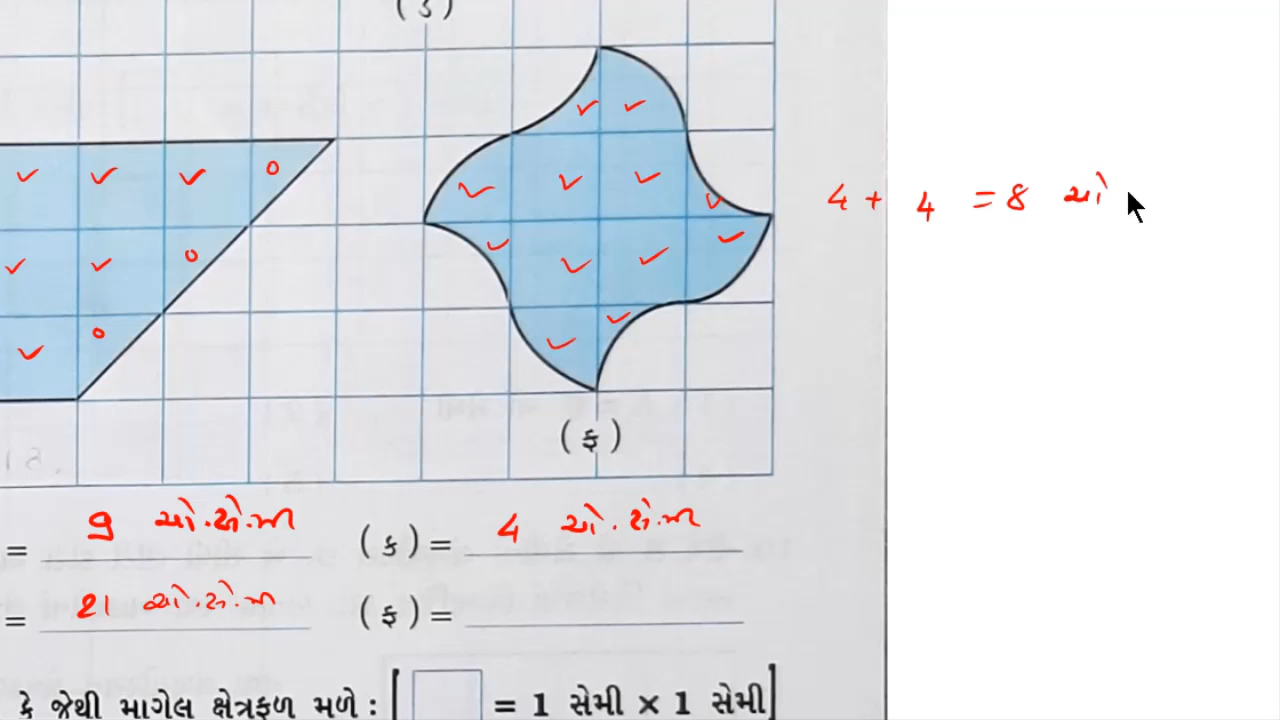 4 + 4 = 8 ચો
( ફ )
= 9 ચો.સે.મ (ક) = 4 ચો.સે.મ
= 21 ચો.સે.મ (ફ) =
કે જેથી માગેલ ક્ષેત્રફળ મળે : [ = 1 સેમી × 1 સેમી]